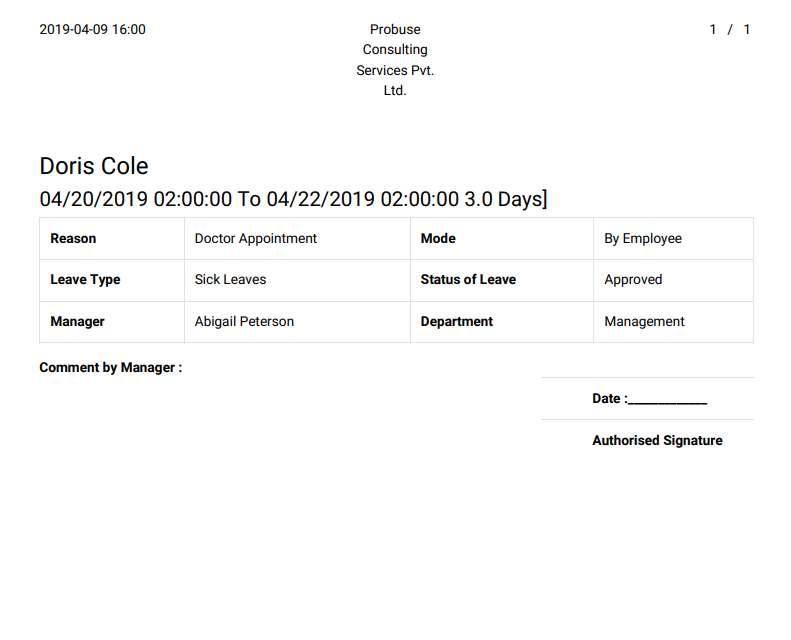 2019-04-09 16:00
Probuse
Consulting
Services Pvt.
Ltd.
1 / 1
Doris Cole
04/20/2019 02:00:00 To 04/22/2019 02:00:00 3.0 Days]
Reason Doctor Appointment Mode By Employee
Leave Type Sick Leaves Status of Leave Approved
Manager Abigail Peterson Department Management
Comment by Manager :
Date :_____________
Authorised Signature